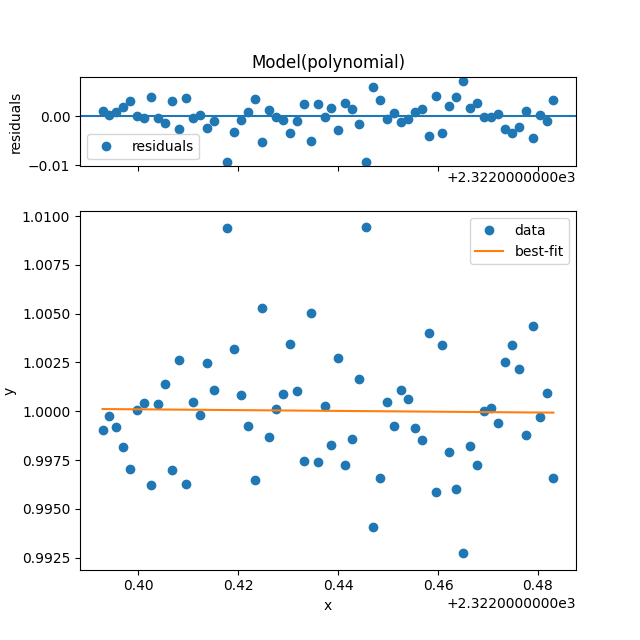 Model(polynomial)
residuals
0.00
−0.01
residuals
+2.3220000000e3
y
1.0100
1.0075
1.0050
1.0025
1.0000
0.9975
0.9950
0.9925
data
best-fit
0.40 0.42 0.44 0.46 0.48
x
+2.3220000000e3